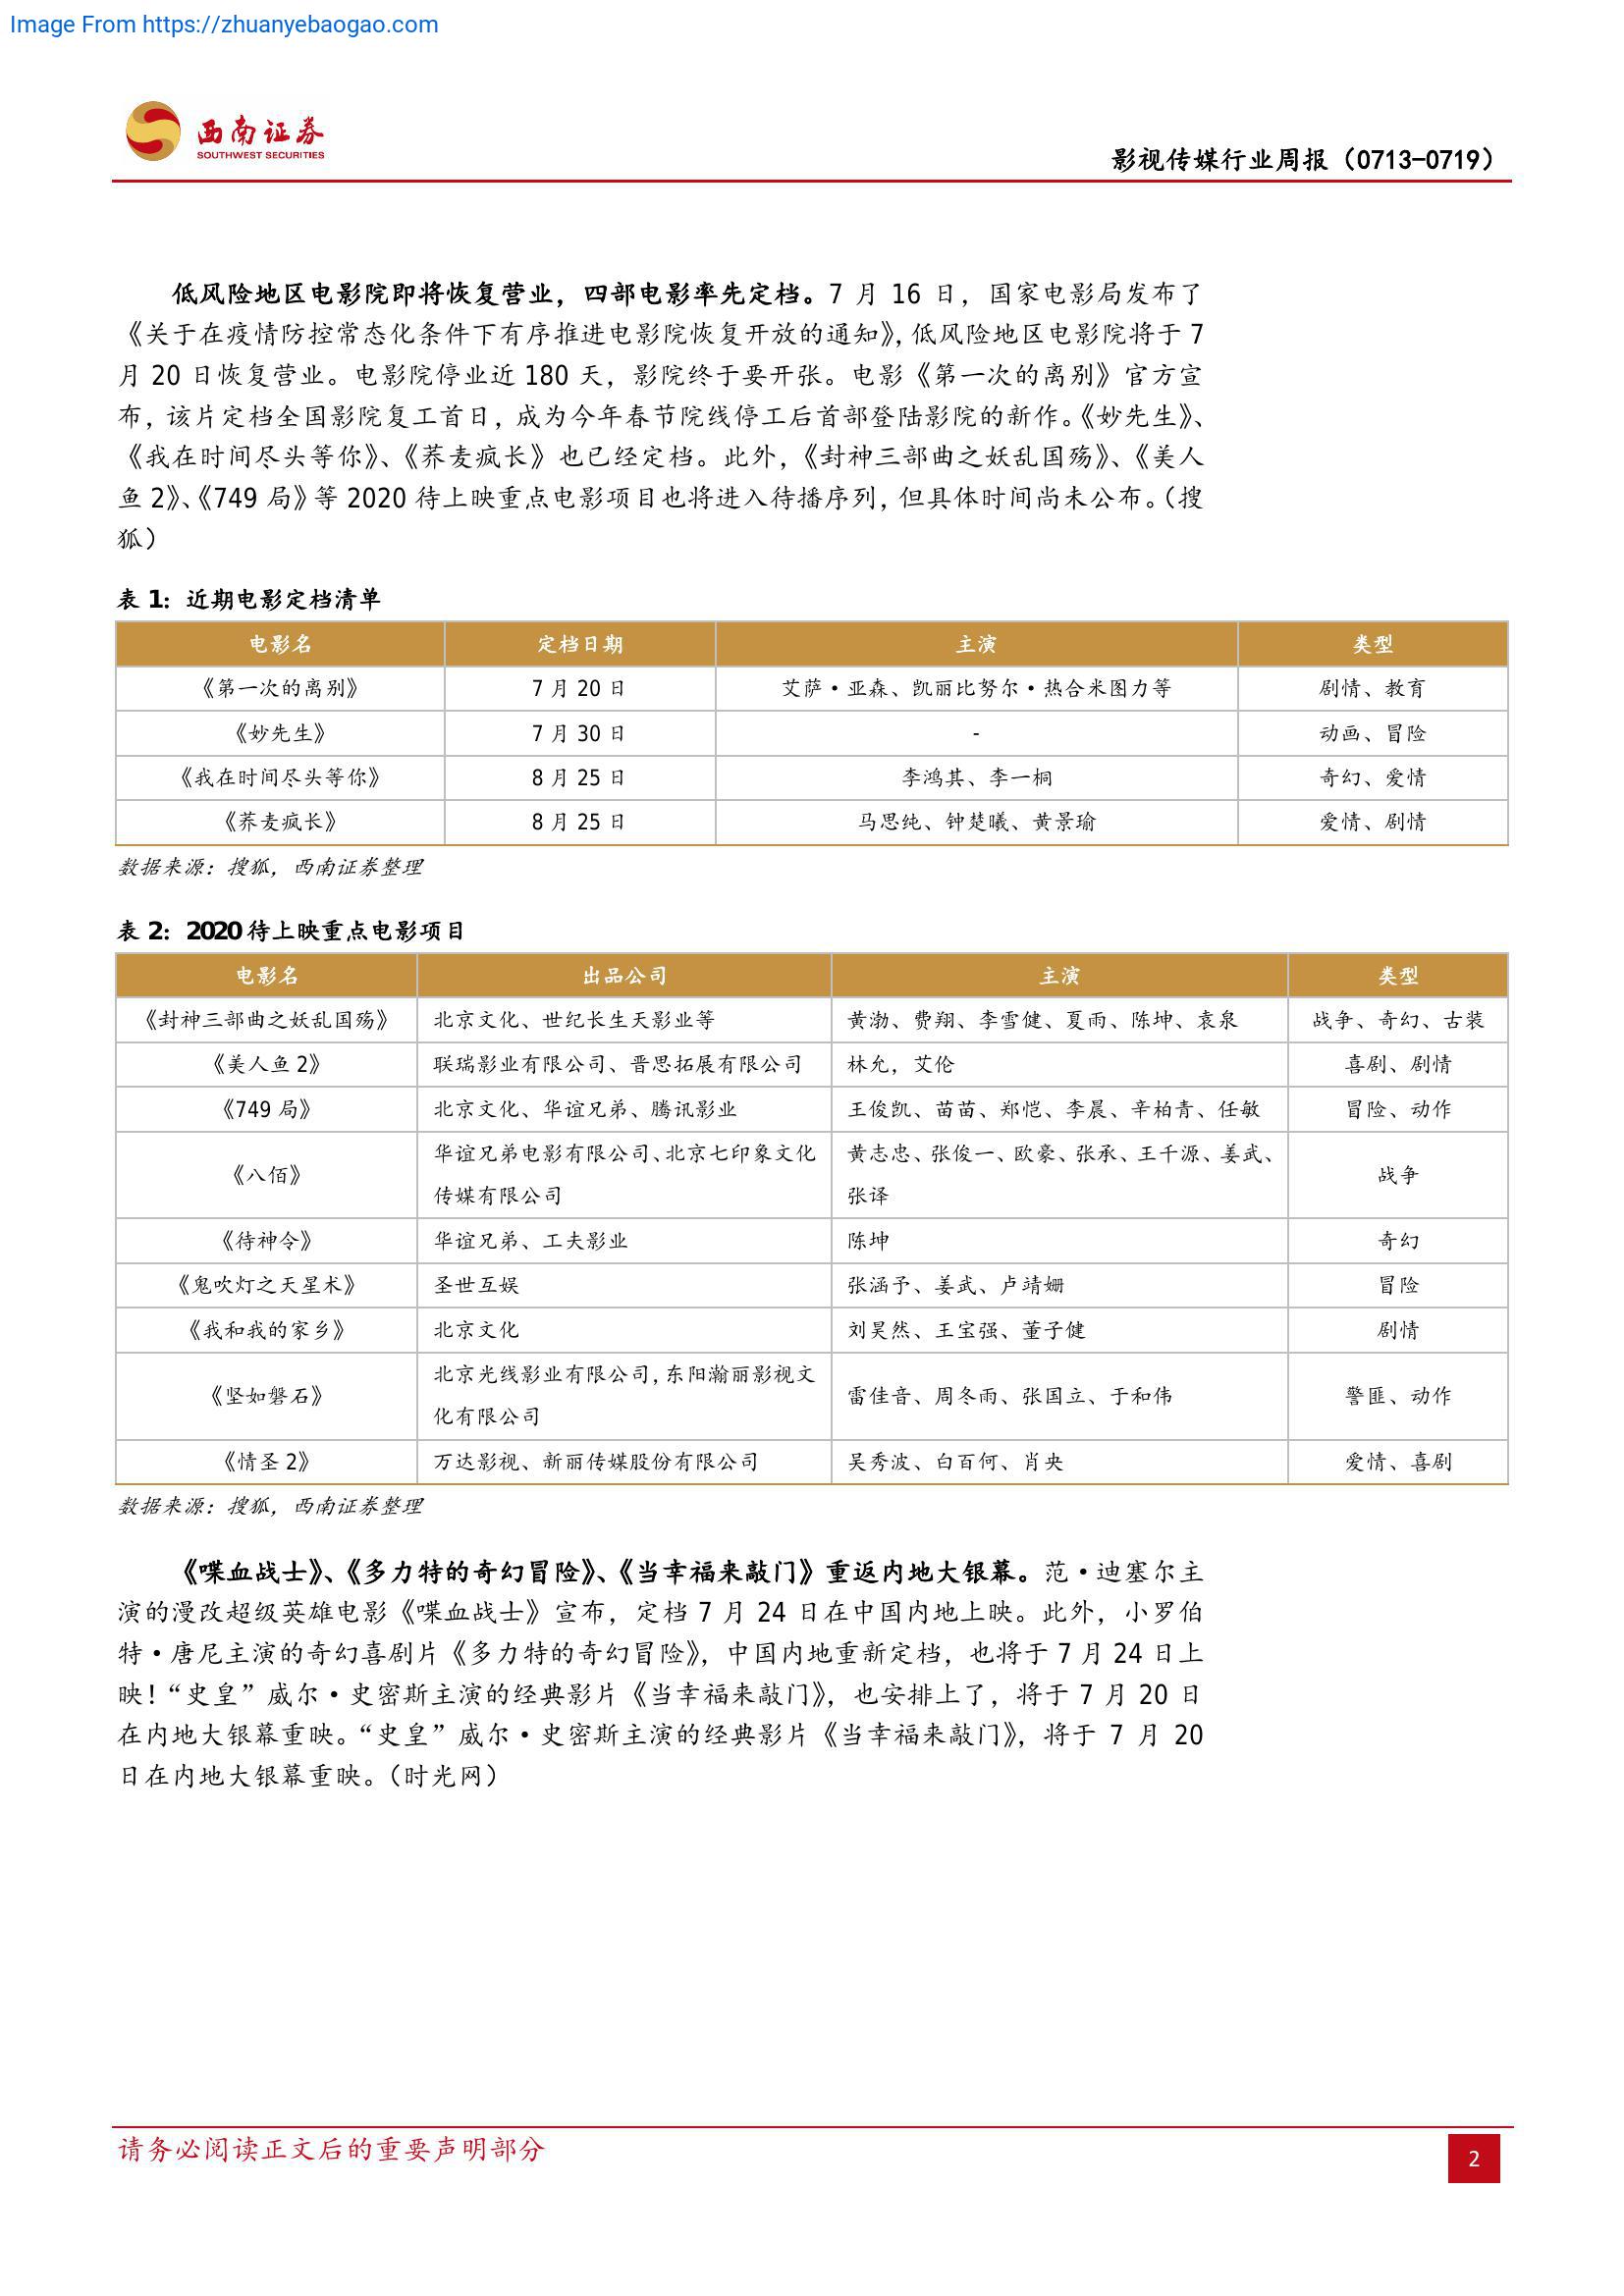 Image From https://zhuanyebaogao.com
西南证券
SOUTHWEST SECURITIES
影视传媒行业周报（0713-0719）
低风险地区电影院即将恢复营业，四部电影率先定档。7 月 16 日，国家电影局发布了
《关于在疫情防控常态化条件下有序推进电影院恢复开放的通知》，低风险地区电影院将于 7
月 20 日恢复营业。电影院停业近 180 天，影院终于要开张。电影《第一次的离别》官方宣
布，该片定档全国影院复工首日，成为今年春节院线停工后首部登陆影院的新作。《妙先生》、
《我在时间尽头等你》、《荞麦疯长》也已经定档。此外，《封神三部曲之妖乱国殇》、《美人
鱼 2》、《749 局》等 2020 待上映重点电影项目也将进入待播序列，但具体时间尚未公布。（搜
狐）
表 1：近期电影定档清单
电影名 定档日期 主演 类型
《第一次的离别》 7 月 20 日 艾萨·亚森、凯丽比努尔·热合米图力等 剧情、教育
《妙先生》 7 月 30 日 - 动画、冒险
《我在时间尽头等你》 8 月 25 日 李鸿其、李一桐 奇幻、爱情
《荞麦疯长》 8 月 25 日 马思纯、钟楚曦、黄景瑜 爱情、剧情
数据来源：搜狐，西南证券整理
表 2：2020 待上映重点电影项目
电影名 出品公司 主演 类型
《封神三部曲之妖乱国殇》 北京文化、世纪长生天影业等 黄渤、费翔、李雪健、夏雨、陈坤、袁泉 战争、奇幻、古装
《美人鱼 2》 联瑞影业有限公司、晋思拓展有限公司 林允，艾伦 喜剧、剧情
《749 局》 北京文化、华谊兄弟、腾讯影业 王俊凯、苗苗、郑恺、李晨、辛柏青、任敏 冒险、动作
《八佰》 华谊兄弟电影有限公司、北京七印象文化 黄志忠、张俊一、欧豪、张承、王千源、姜武、 战争
传媒有限公司 张译
《待神令》 华谊兄弟、工夫影业 陈坤 奇幻
《鬼吹灯之天星术》 圣世互娱 张涵予、姜武、卢靖姗 冒险
《我和我的家乡》 北京文化 刘昊然、王宝强、董子健 剧情
《坚如磐石》 北京光线影业有限公司，东阳瀚丽影视文 雷佳音、周冬雨、张国立、于和伟 警匪、动作
化有限公司
《情圣 2》 万达影视、新丽传媒股份有限公司 吴秀波、白百何、肖央 爱情、喜剧
数据来源：搜狐，西南证券整理
《喋血战士》、《多力特的奇幻冒险》、《当幸福来敲门》重返内地大银幕。范·迪塞尔主
演的漫改超级英雄电影《喋血战士》宣布，定档 7 月 24 日在中国内地上映。此外，小罗伯
特·唐尼主演的奇幻喜剧片《多力特的奇幻冒险》，中国内地重新定档，也将于 7 月 24 日上
映！“史皇”威尔·史密斯主演的经典影片《当幸福来敲门》，也安排上了，将于 7 月 20 日
在内地大银幕重映。“史皇”威尔·史密斯主演的经典影片《当幸福来敲门》，将于 7 月 20
日在内地大银幕重映。（时光网）
请务必阅读正文后的重要声明部分
2